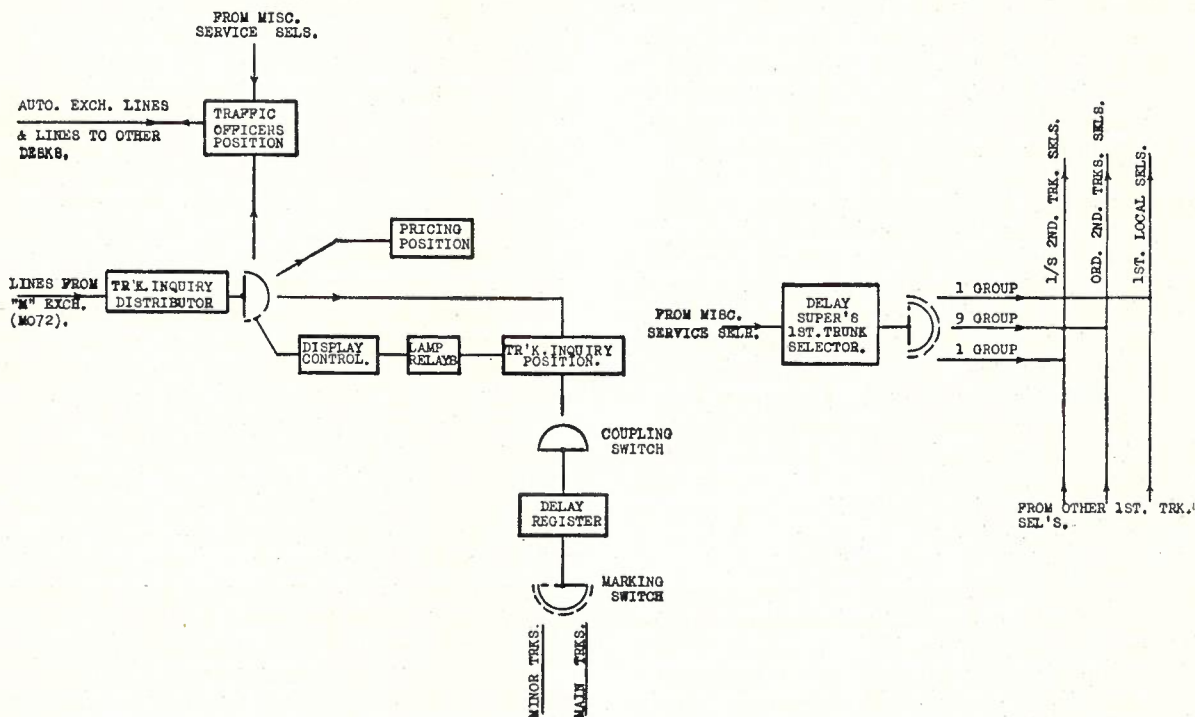 FROM MISC.
SERVICE SELS.
AUTO. EXCH. LINES
& LINES TO OTHER
DESKS.
TRAFFIC
OFFICERS
POSITION
PRICING
POSITION
LINES FROM
"M" EXCH.
(MO72).
TR'K.INQUIRY
DISTRIBUTOR
DISPLAY
CONTROL.
LAMP
RELAYS
TR'K.INQUIRY
POSITION.
COUPLING
SWITCH
DELAY
REGISTER
MARKING
SWITCH
MINOR TRKS.
MAIN TRKS.
FROM MISC.
SERVICE SELR.
DELAY
SUPER'S
1ST.TRUNK
SELECTOR.
1 GROUP
9 GROUP
1 GROUP
1/S 2ND. TRK. SELS.
ORD. 2ND. TRKS. SELS.
1ST. LOCAL SELS.
FROM OTHER 1ST. TRK.
SEL'S.